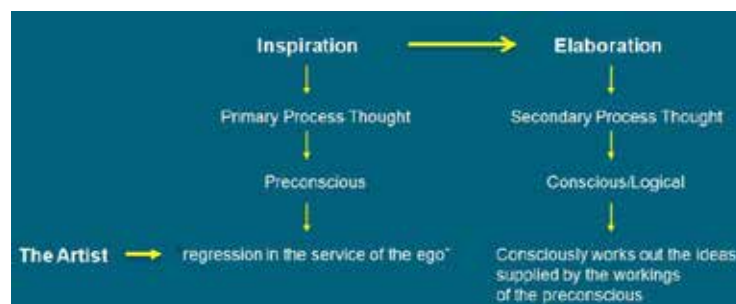 Inspiration
Elaboration
Primary Process Thought
Secondary Process Thought
Preconscious
Conscious/Logical
The Artist
"regression in the service of the ego"
Consciously works out the ideas
supplied by the workings
of the preconscious